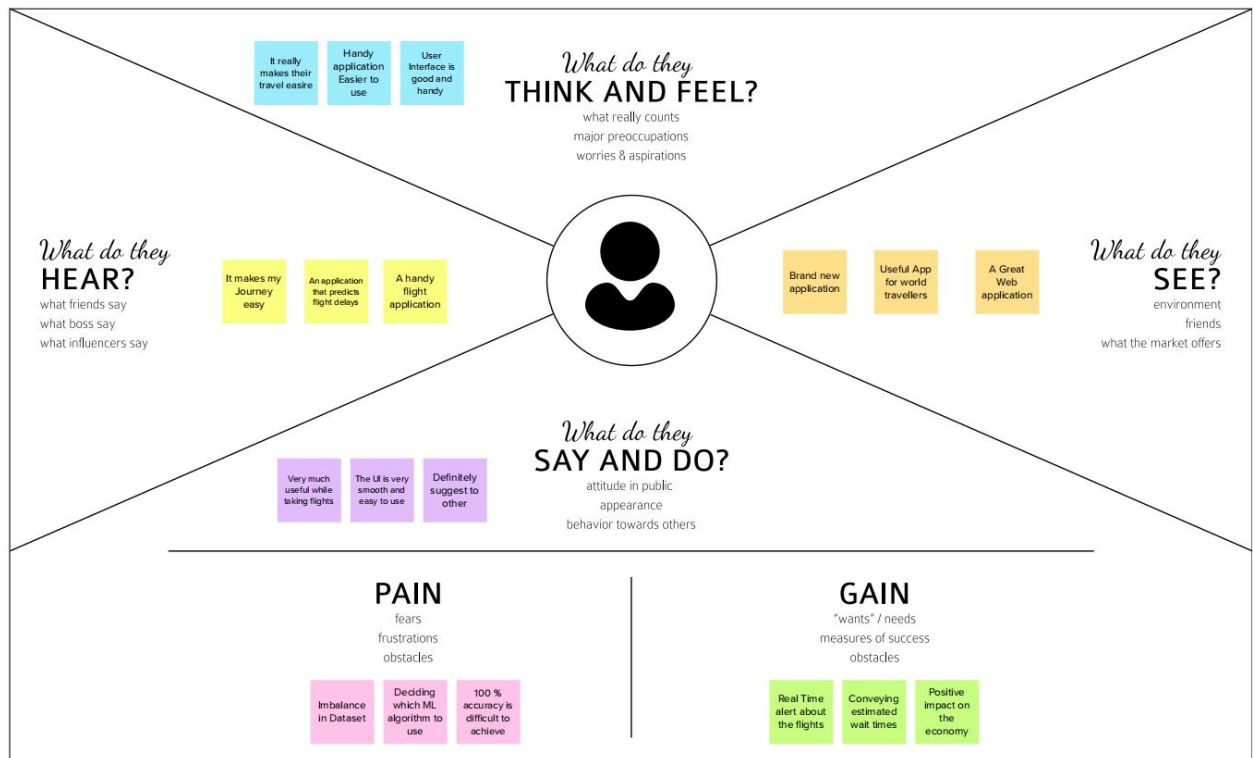 It really
makes their
travel easire
Handy
application
Easier to
use
User
Interface is
good and
handy
What do they
THINK AND FEEL?
what really counts
major preoccupations
worries & aspirations
What do they
HEAR?
what friends say
what boss say
what influencers say
It makes my
Journey
easy
An application
that predicts
flight delays
A handy
flight
application
Brand new
application
Useful App
for world
travellers
A Great
Web
application
What do they
SEE?
environment
friends
what the market offers
What do they
SAY AND DO?
attitude in public
appearance
behavior towards others
Very much
useful while
taking flights
The UI is very
smooth and
easy to use
Definitely
suggest to
other
PAIN
fears
frustrations
obstacles
Imbalance
in Dataset
Deciding
which ML
algorithm to
use
100 %
accuracy is
difficult to
achieve
GAIN
"wants" / needs
measures of success
obstacles
Real Time
alert about
the flights
Conveying
estimated
wait times
Positive
impact on
the
economy